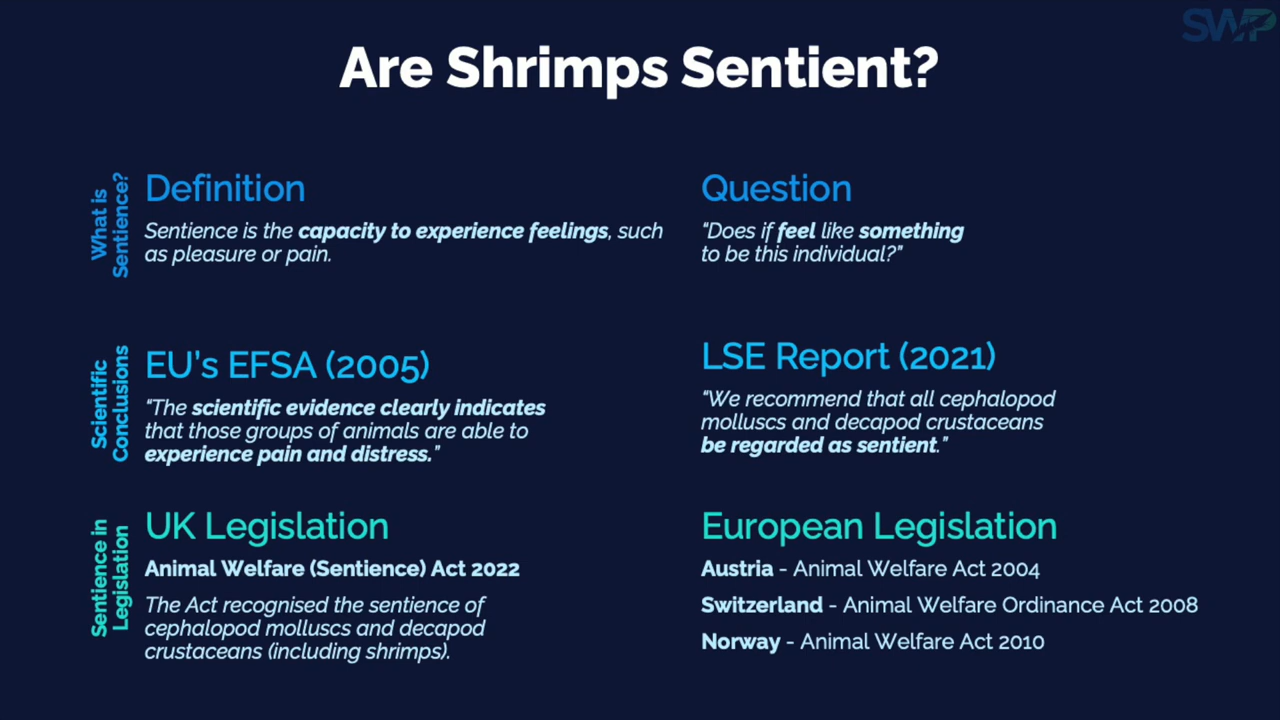 SWP
Are Shrimps Sentient?
What is
Sentience?
Definition
Sentience is the capacity to experience feelings, such
as pleasure or pain.
Question
"Does if feel like something
to be this individual?"
Scientific
Conclusions
EU's EFSA (2005)
"The scientific evidence clearly indicates
that those groups of animals are able to
experience pain and distress."
LSE Report (2021)
"We recommend that all cephalopod
molluscs and decapod crustaceans
be regarded as sentient."
Sentience in
Legislation
UK Legislation
Animal Welfare (Sentience) Act 2022
The Act recognised the sentience of
cephalopod molluscs and decapod
crustaceans (including shrimps).
European Legislation
Austria - Animal Welfare Act 2004
Switzerland - Animal Welfare Ordinance Act 2008
Norway - Animal Welfare Act 2010